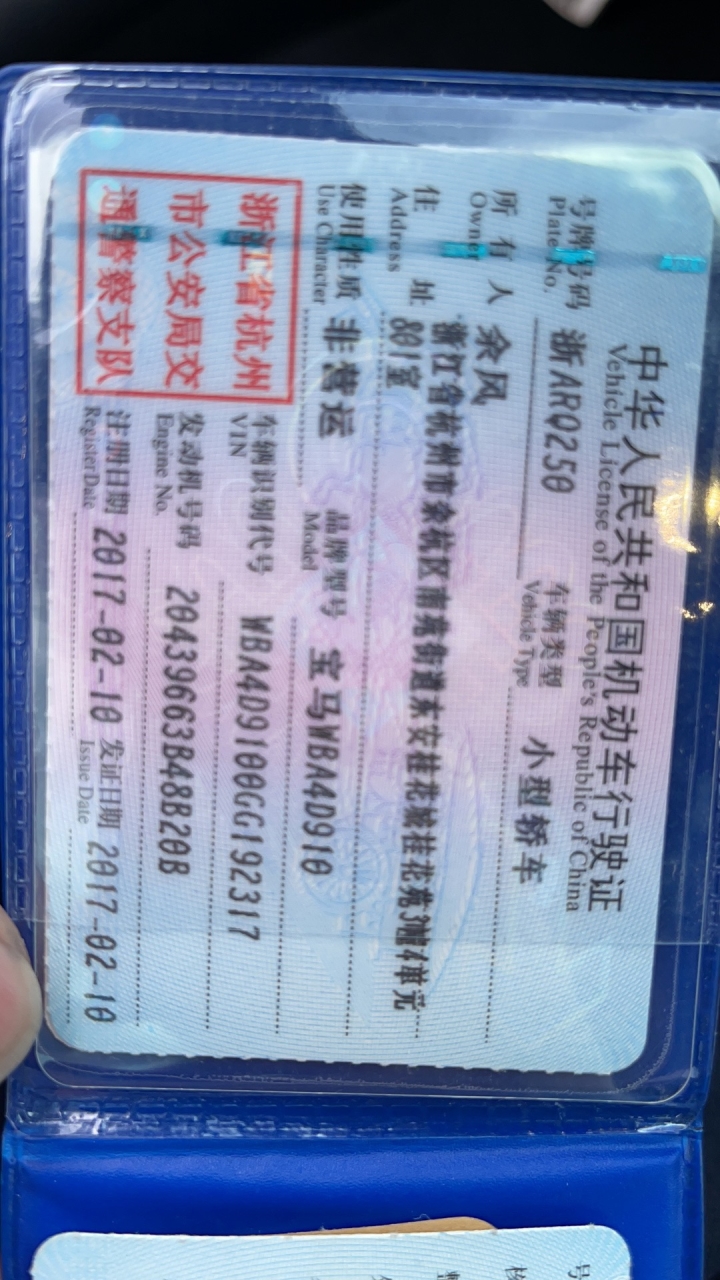 中华人民共和国机动车行驶证
Vehicle License of the People's Republic of China
号牌号码 浙ARQ250 车辆类型 小型轿车
Plate No. Vehicle Type
所有人 余风
Owner
住址 浙江省杭州市余杭区南苑街道东安桂花城桂花苑3幢4单元
Address 801室
使用性质 非营运 品牌型号 宝马WBA4D910
Use Character Model
浙江省杭州
市公安局交
通警察支队
车辆识别代号 WBA4D9100GG192317
VIN
发动机号码 20439663B48B20B
Engine No.
注册日期 2017-02-10 发证日期 2017-02-10
Register Date Issue Date
号